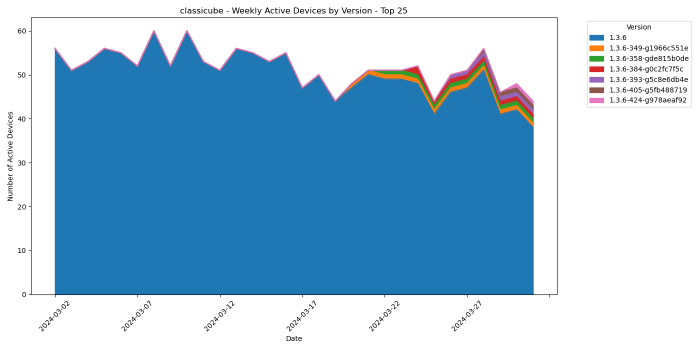 classicube - Weekly Active Devices by Version - Top 25
Version
1.3.6
1.3.6-349-g1966c551e
1.3.6-358-gde815b0de
1.3.6-384-g0c2fc7f5c
1.3.6-393-g5c8e6db4e
1.3.6-405-g5fb488719
1.3.6-424-g978aeaf92
Number of Active Devices
60
50
40
30
20
10
0
2024-03-02
2024-03-07
2024-03-12
2024-03-17
2024-03-22
2024-03-27
Date